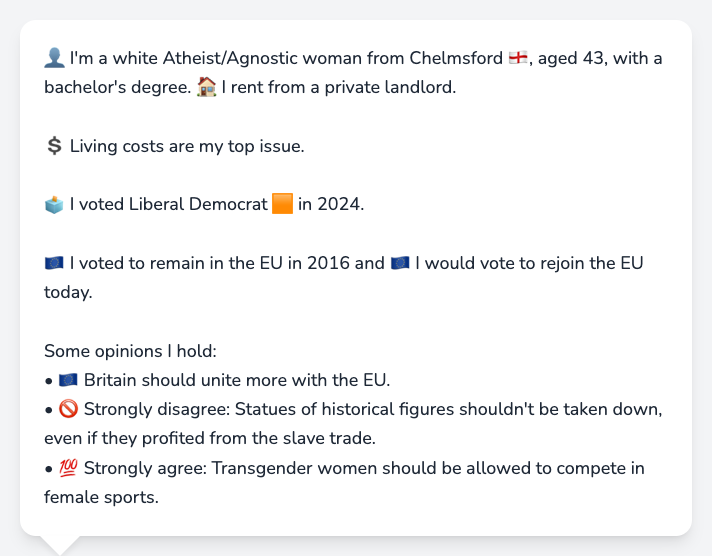 👤 I'm a white Atheist/Agnostic woman from Chelmsford 🏴󠁧󠁢󠁥󠁮󠁧󠁿, aged 43, with a
bachelor's degree. 🏠 I rent from a private landlord.
💲 Living costs are my top issue.
🗳️ I voted Liberal Democrat 🟧 in 2024.
🇪🇺 I voted to remain in the EU in 2016 and 🇪🇺 I would vote to rejoin the EU
today.
Some opinions I hold:
• 🇪🇺 Britain should unite more with the EU.
• 🚫 Strongly disagree: Statues of historical figures shouldn't be taken down,
even if they profited from the slave trade.
• 💯 Strongly agree: Transgender women should be allowed to compete in
female sports.